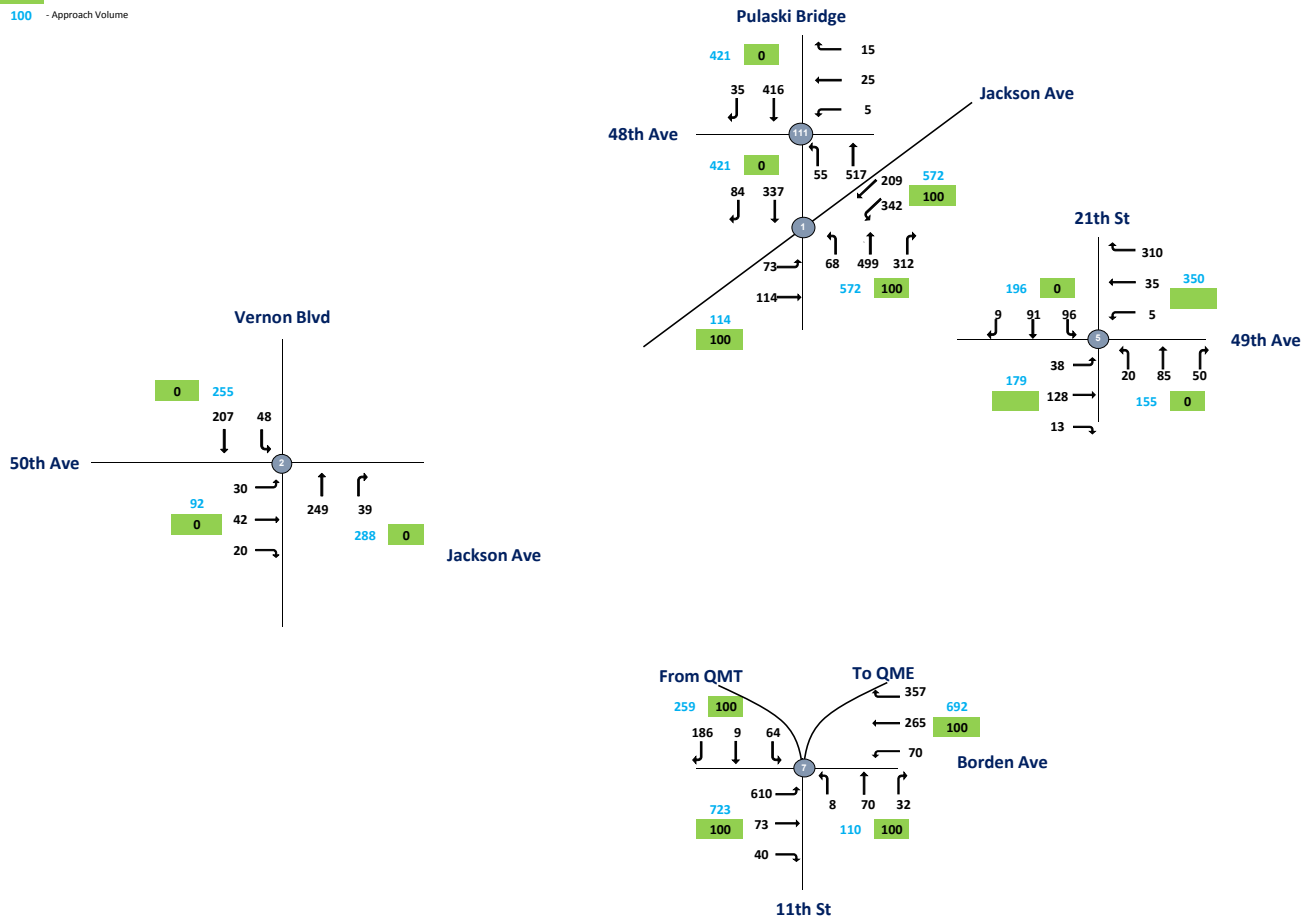 100 - Approach Volume
Pulaski Bridge
421 0
15
25
35 416
5
Jackson Ave
48th Ave
111
421 0
55 517
209
572
100
84 337
342
1
73
68 499 312
114
572 100
114
100
21th St
310
196 0
35
350
9 91 96
5
5
49th Ave
38
20 85 50
179
128
155 0
13
Vernon Blvd
0 255
207 48
50th Ave
2
30
92
0
42
249 39
20
288 0
Jackson Ave
From QMT
To QME
357
259 100
692
265
100
186 9 64
70
Borden Ave
7
610
8 70 32
723
100
73
110 100
40
11th St